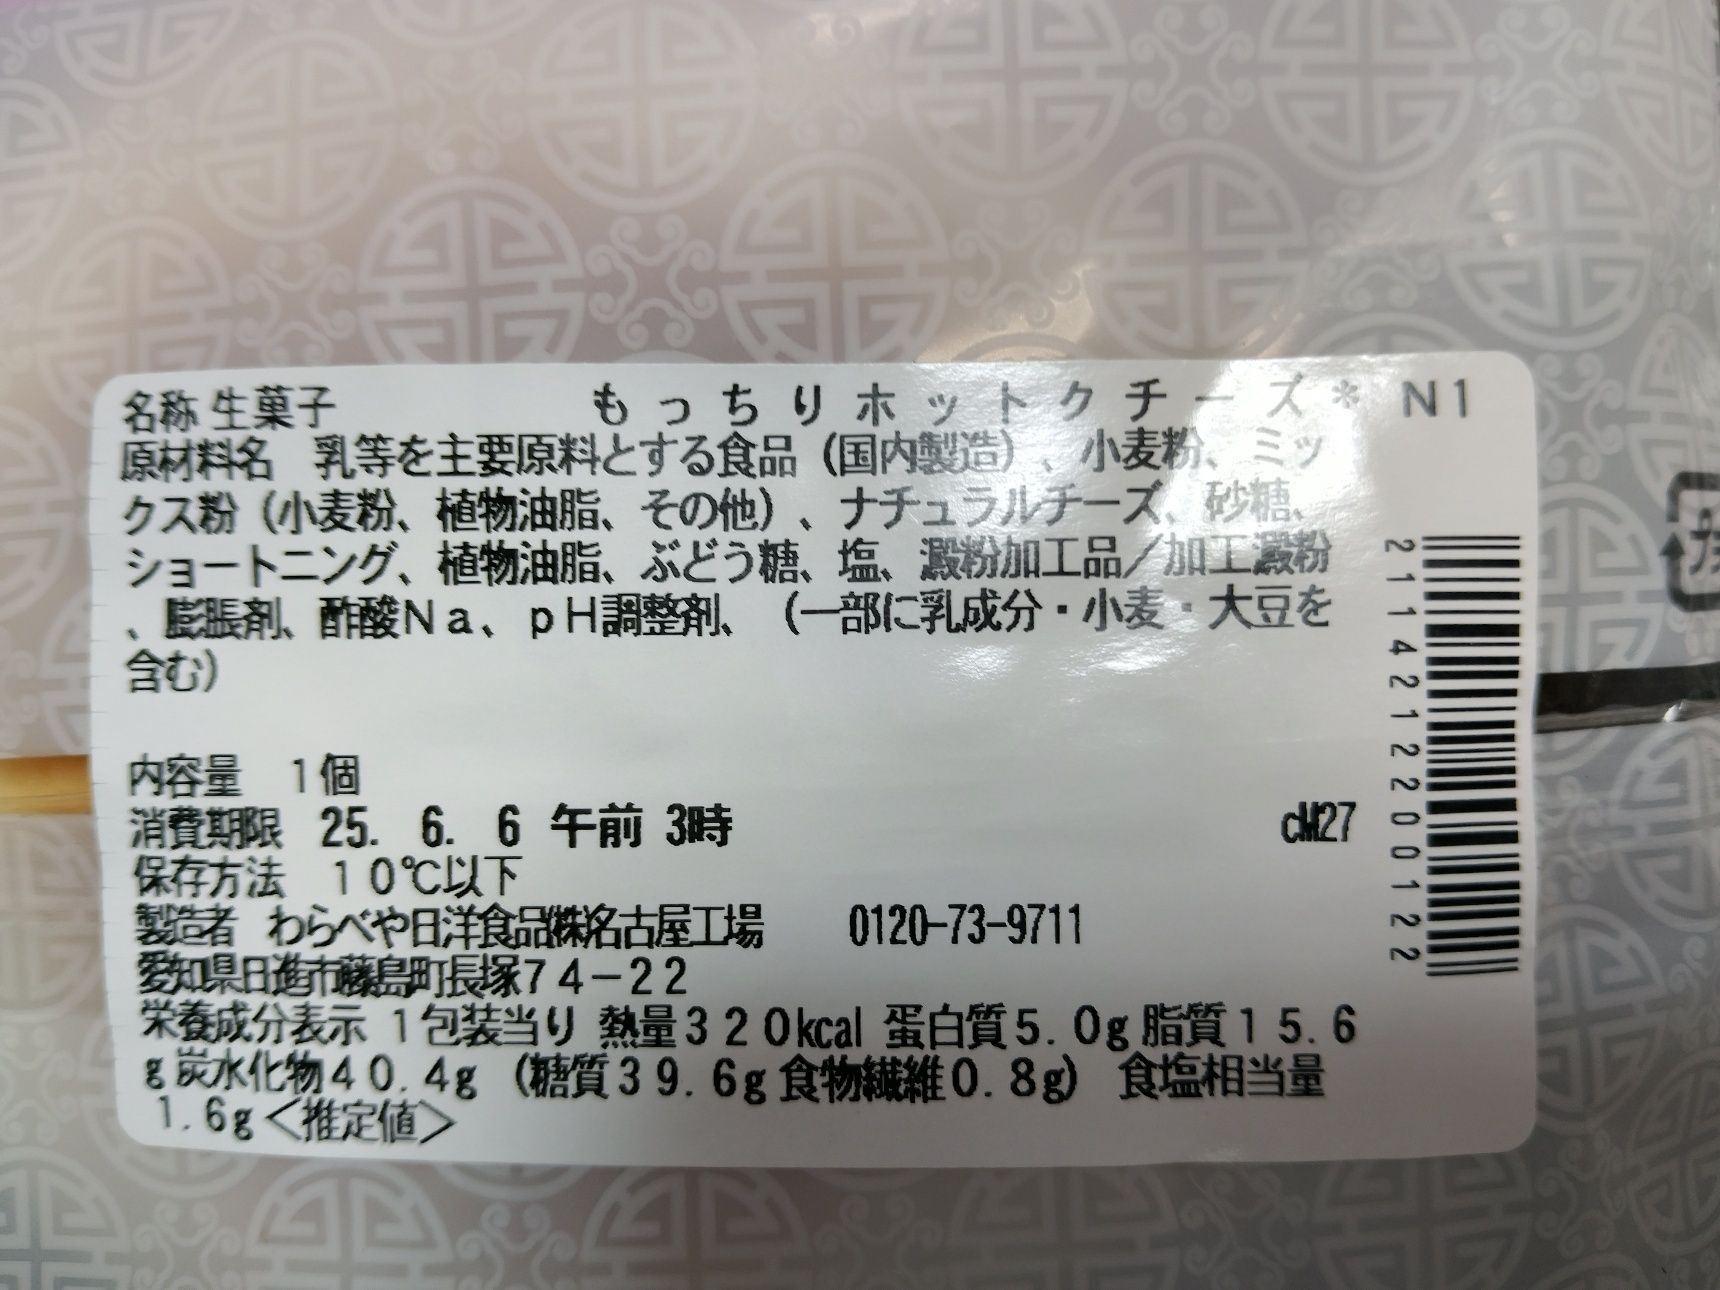 名称 生菓子 もっちりホットクチーズ＊ N1
原材料名 乳等を主要原料とする食品（国内製造）、小麦粉、ミッ
クス粉（小麦粉、植物油脂、その他）、ナチュラルチーズ、砂糖、
ショートニング、植物油脂、ぶどう糖、塩、澱粉加工品／加工澱粉
、膨脹剤、酢酸Na、pH調整剤、（一部に乳成分・小麦・大豆を
含む）
内容量 1個
消費期限 25. 6. 6 午前 3時 cM27
保存方法 10℃以下
製造者 わらべや日洋食品㈱名古屋工場 0120-73-9711
愛知県日進市藤島町長塚74-22
栄養成分表示 1包装当り 熱量320kcal 蛋白質5.0g 脂質15.6
g 炭水化物40.4g （糖質39.6g 食物繊維0.8g） 食塩相当量
1.6g＜推定値＞
2114212200122